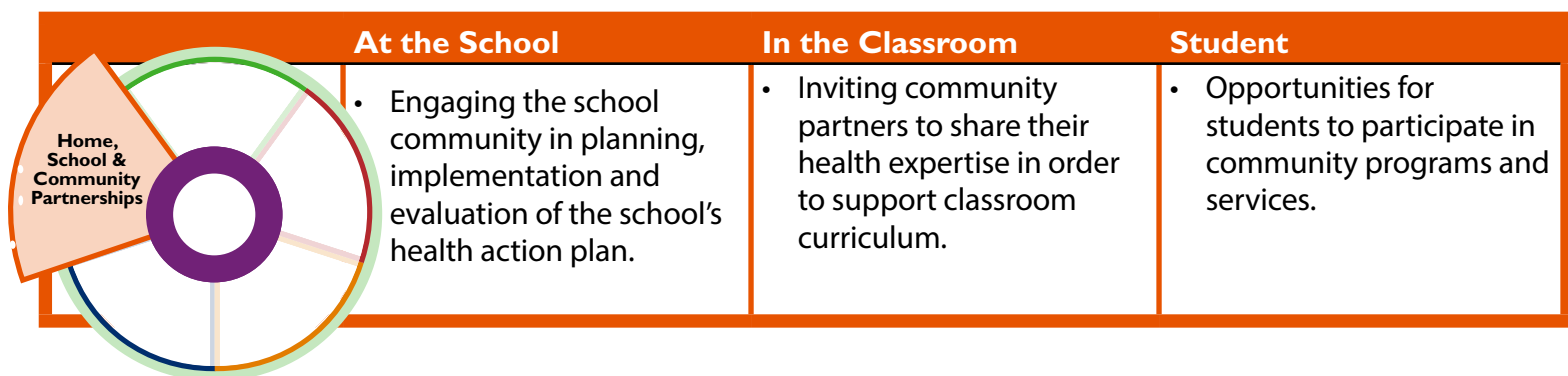 At the School
In the Classroom
Student
Home,
School &
Community
Partnerships
• Engaging the school
community in planning,
implementation and
evaluation of the school’s
health action plan.
• Inviting community
partners to share their
health expertise in order
to support classroom
curriculum.
• Opportunities for
students to participate in
community programs and
services.